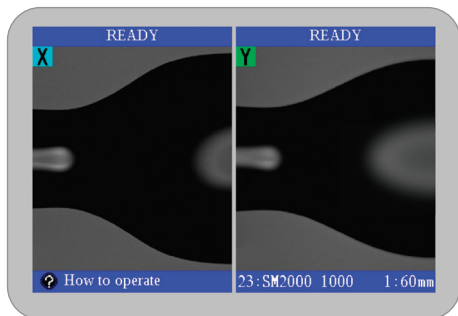 READY
READY
X
Y
? How to operate
23:SM2000 1000 1:60mm